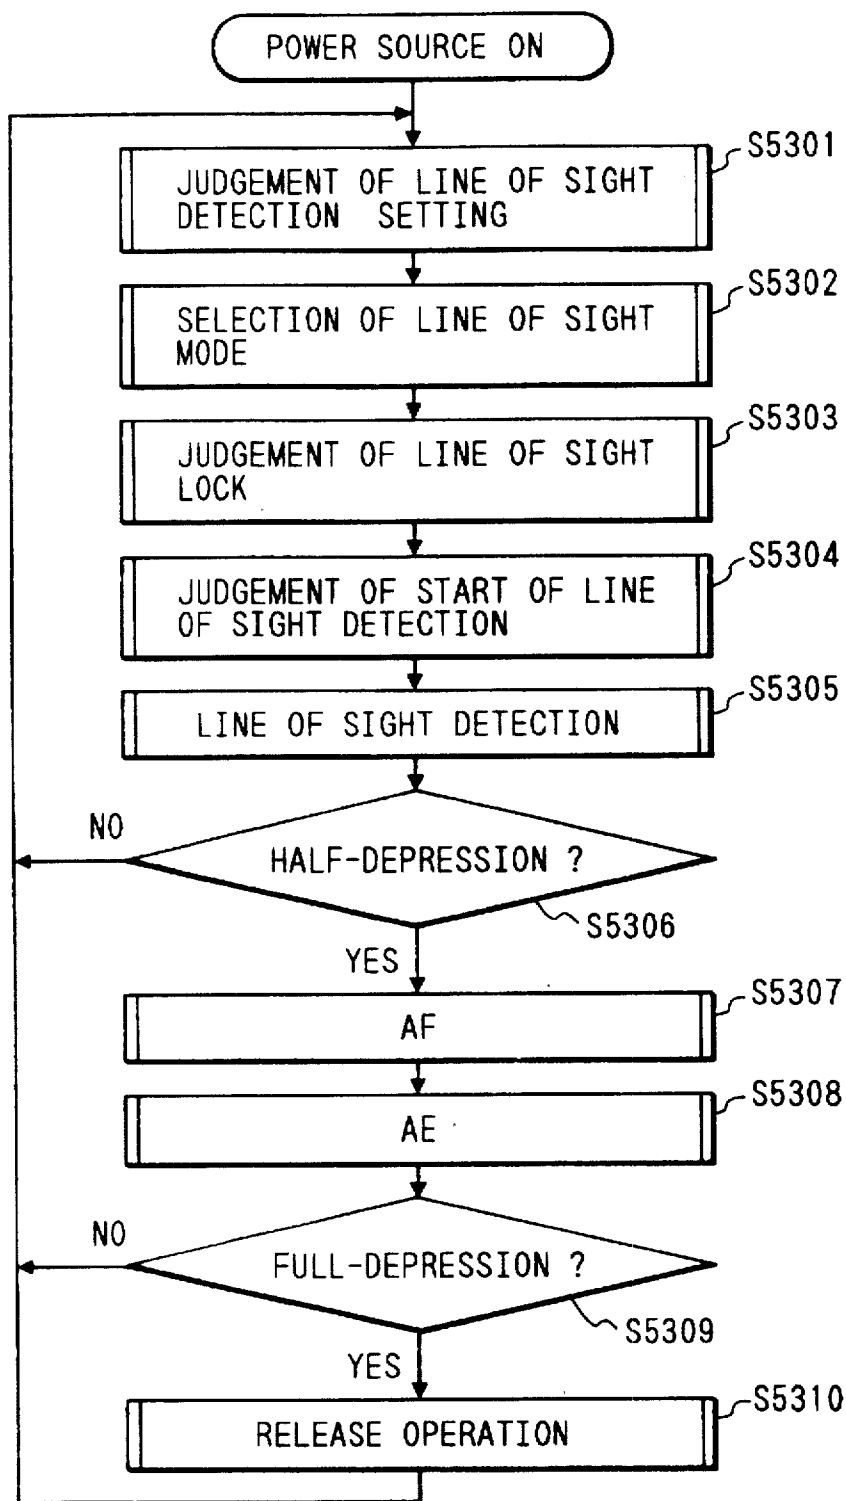 POWER SOURCE ON
S5301
JUDGEMENT OF LINE OF SIGHT
DETECTION SETTING
S5302
SELECTION OF LINE OF SIGHT
MODE
S5303
JUDGEMENT OF LINE OF SIGHT
LOCK
S5304
JUDGEMENT OF START OF LINE
OF SIGHT DETECTION
S5305
LINE OF SIGHT DETECTION
NO
HALF-DEPRESSION ?
S5306
YES
S5307
AF
S5308
AE
NO
FULL-DEPRESSION ?
S5309
YES
S5310
RELEASE OPERATION